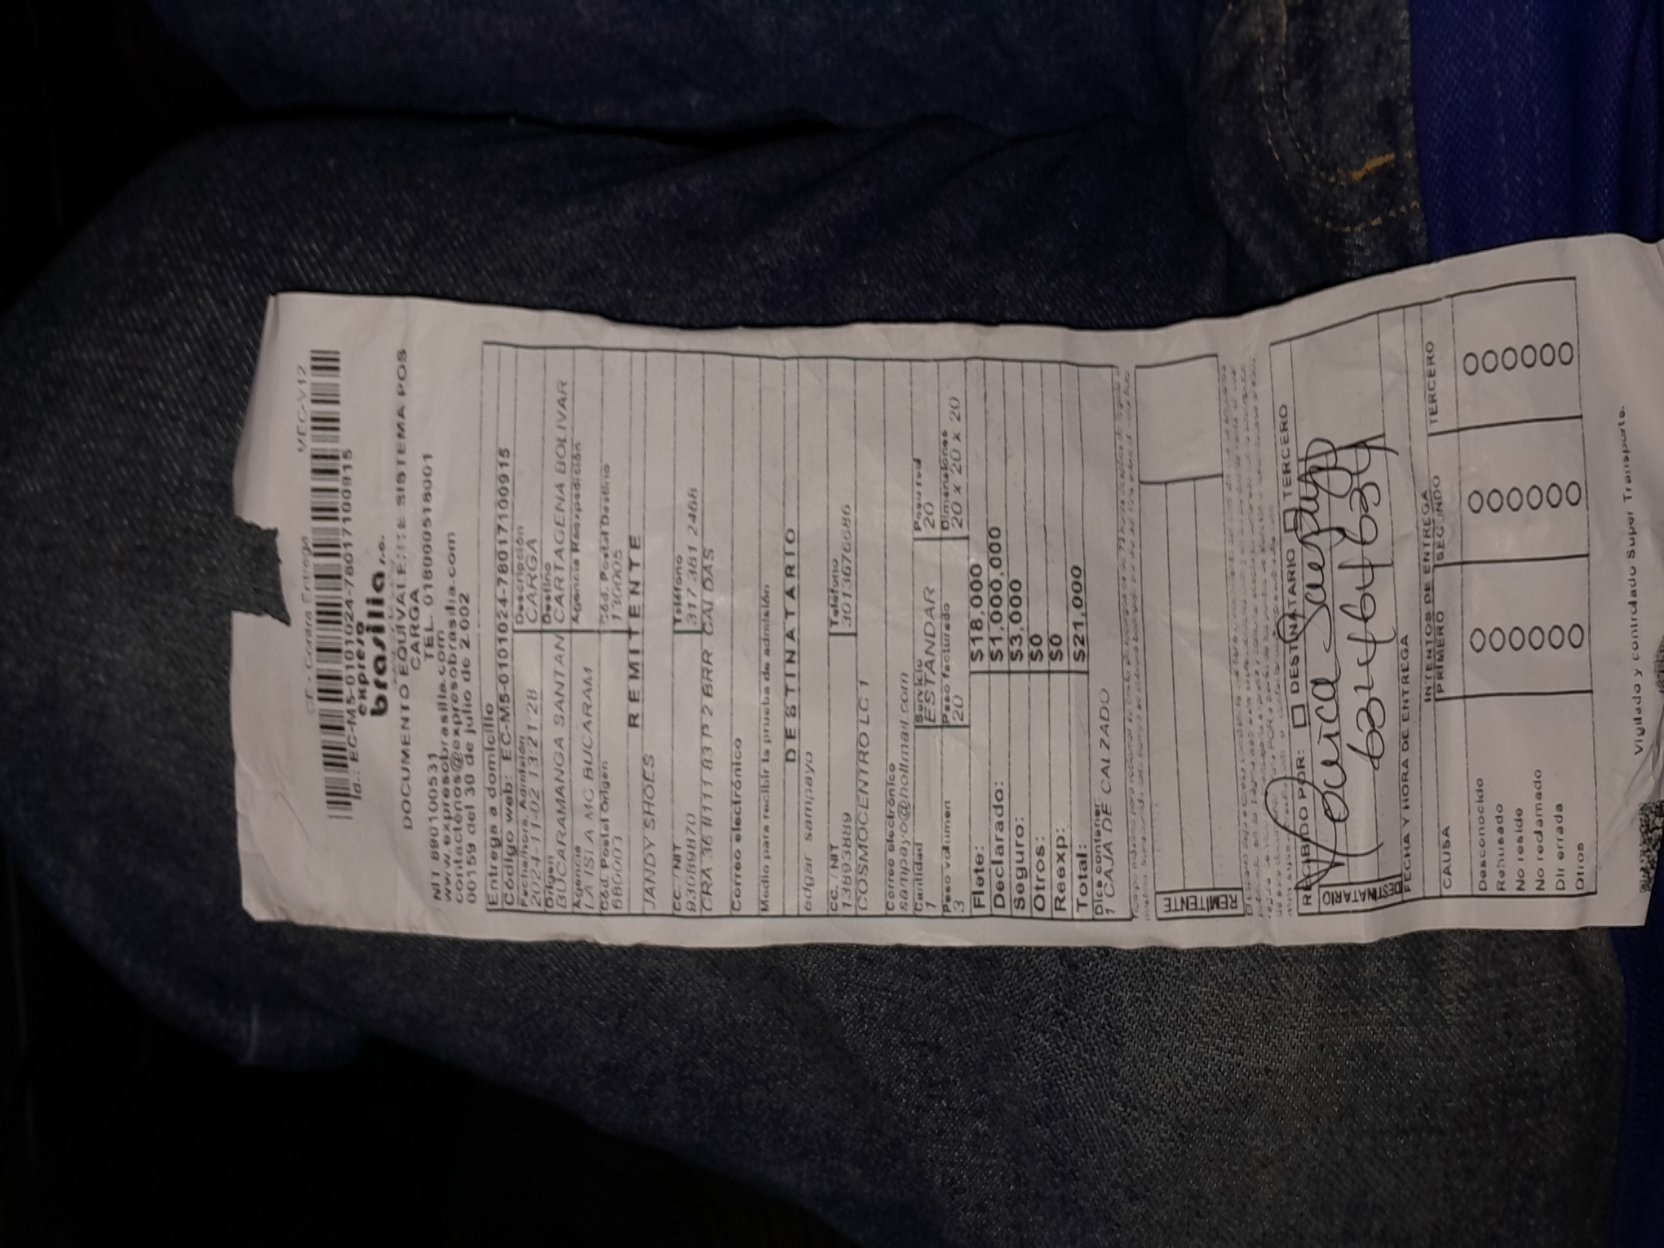 CE - Contra Entrega MEC-V12
Id.: EC-M5-0101024-7801717100915
expreso
brasilia s.a.
DOCUMENTO EQUIVALENTE SISTEMA POS
CARGA
NIT 890100531 TEL. 018000518001
www.expresobrasilia.com
contactenos@expresobrasilia.com
00159 del 30 de julio de 2.002
Entrega a domicilio
Código web: EC-M5-0101024-7801717100915
Fecha/hora Admisión Descripción
2024-11-02 13:21:28 CARGA
Origen Destino
BUCARAMANGA SANTAN CARTAGENA BOLIVAR
Agencia Agencia Reexpedición
LA ISLA MC BUCARAM
Cód. Postal Origen Cód. Postal Destino
680003 130005
REMITENTE
JANDY SHOES
CC. / NIT Teléfono
93089870 317 381 2468
CRA 36 #111 83 P 2 BRR CALDAS
Correo electrónico
Medio para recibir la prueba de admisión
DESTINATARIO
edgar sampayo
CC. / NIT Teléfono
13893889 3013676686
COSMOCENTRO LC 1
Correo electrónico
sampayo@hotmail.com
Cantidad Servicio Peso real
1 ESTANDAR 20
Peso volumen Peso facturado Dimensiones
3 20 20 x 20 x 20
Flete: $18,000
Declarado: $1,000,000
Seguro: $3,000
Otros: $0
Reexp: $0
Total: $21,000
Dice contener
1 CAJA DE CALZADO
REMITENTE
RECIBIDO POR: DESTINATARIO TERCERO
DESTINATARIO
FECHA Y HORA DE ENTREGA
INTENTOS DE ENTREGA
CAUSA PRIMERO SEGUNDO TERCERO
Desconocido
Rehusado
No reside
No reclamado
Dir errada
Otros
Vigilado y controlado Super Transporte.